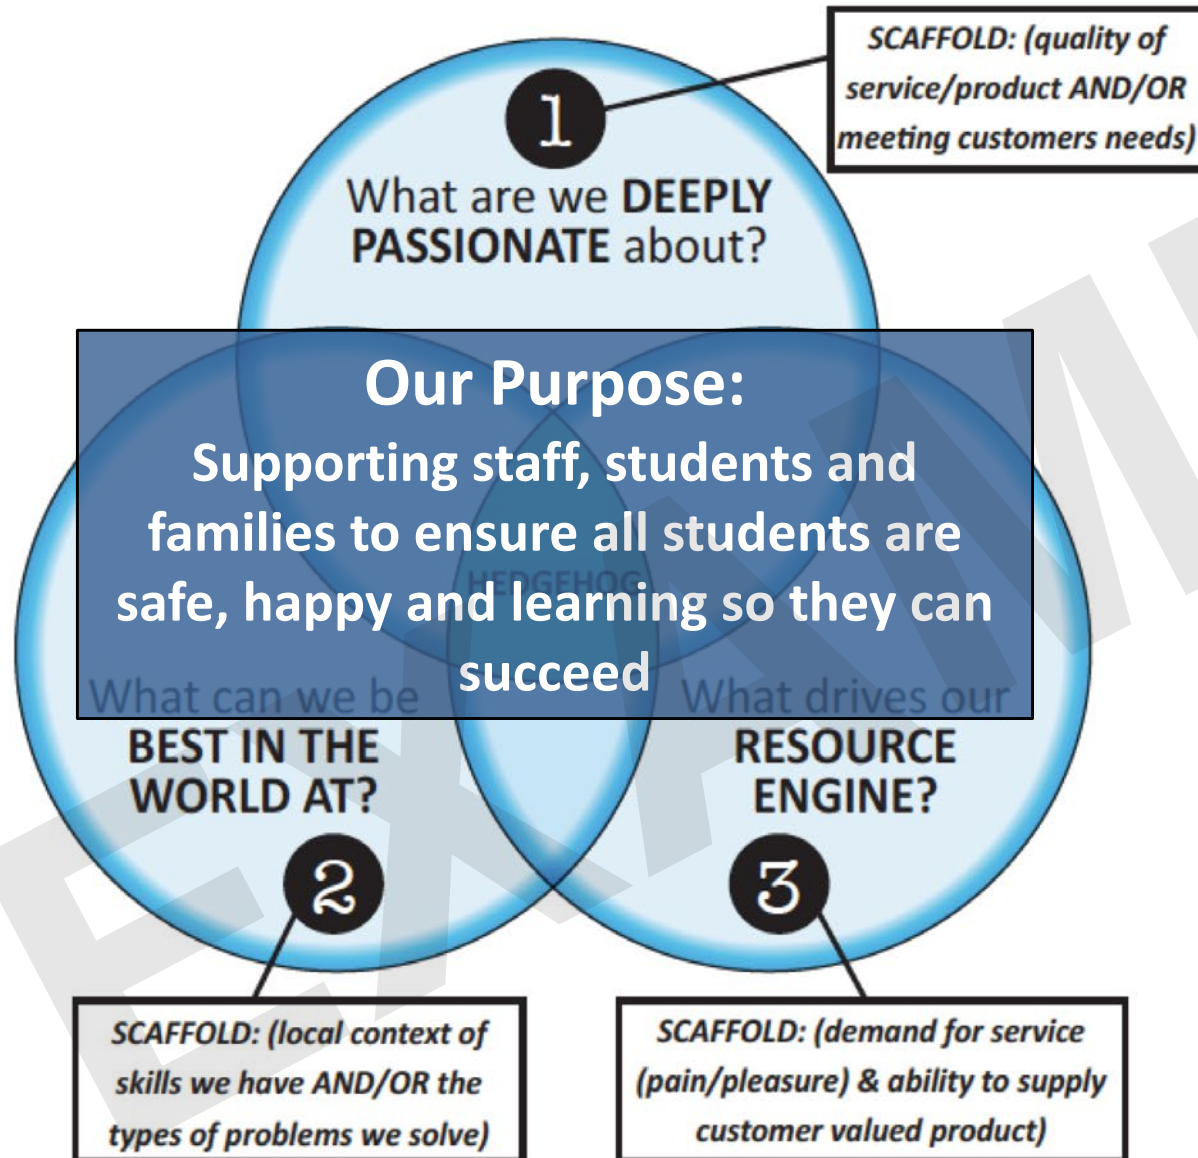 SCAFFOLD: (quality of
service/product AND/OR
meeting customers needs)
1
What are we DEEPLY
PASSIONATE about?
Our Purpose:
Supporting staff, students and
families to ensure all students are
HEDGEHOG
safe, happy and learning so they can
succeed
What can we be
BEST IN THE
WORLD AT?
2
What drives our
RESOURCE
ENGINE?
3
SCAFFOLD: (local context of
skills we have AND/OR the
types of problems we solve)
SCAFFOLD: (demand for service
(pain/pleasure) & ability to supply
customer valued product)
EXAM